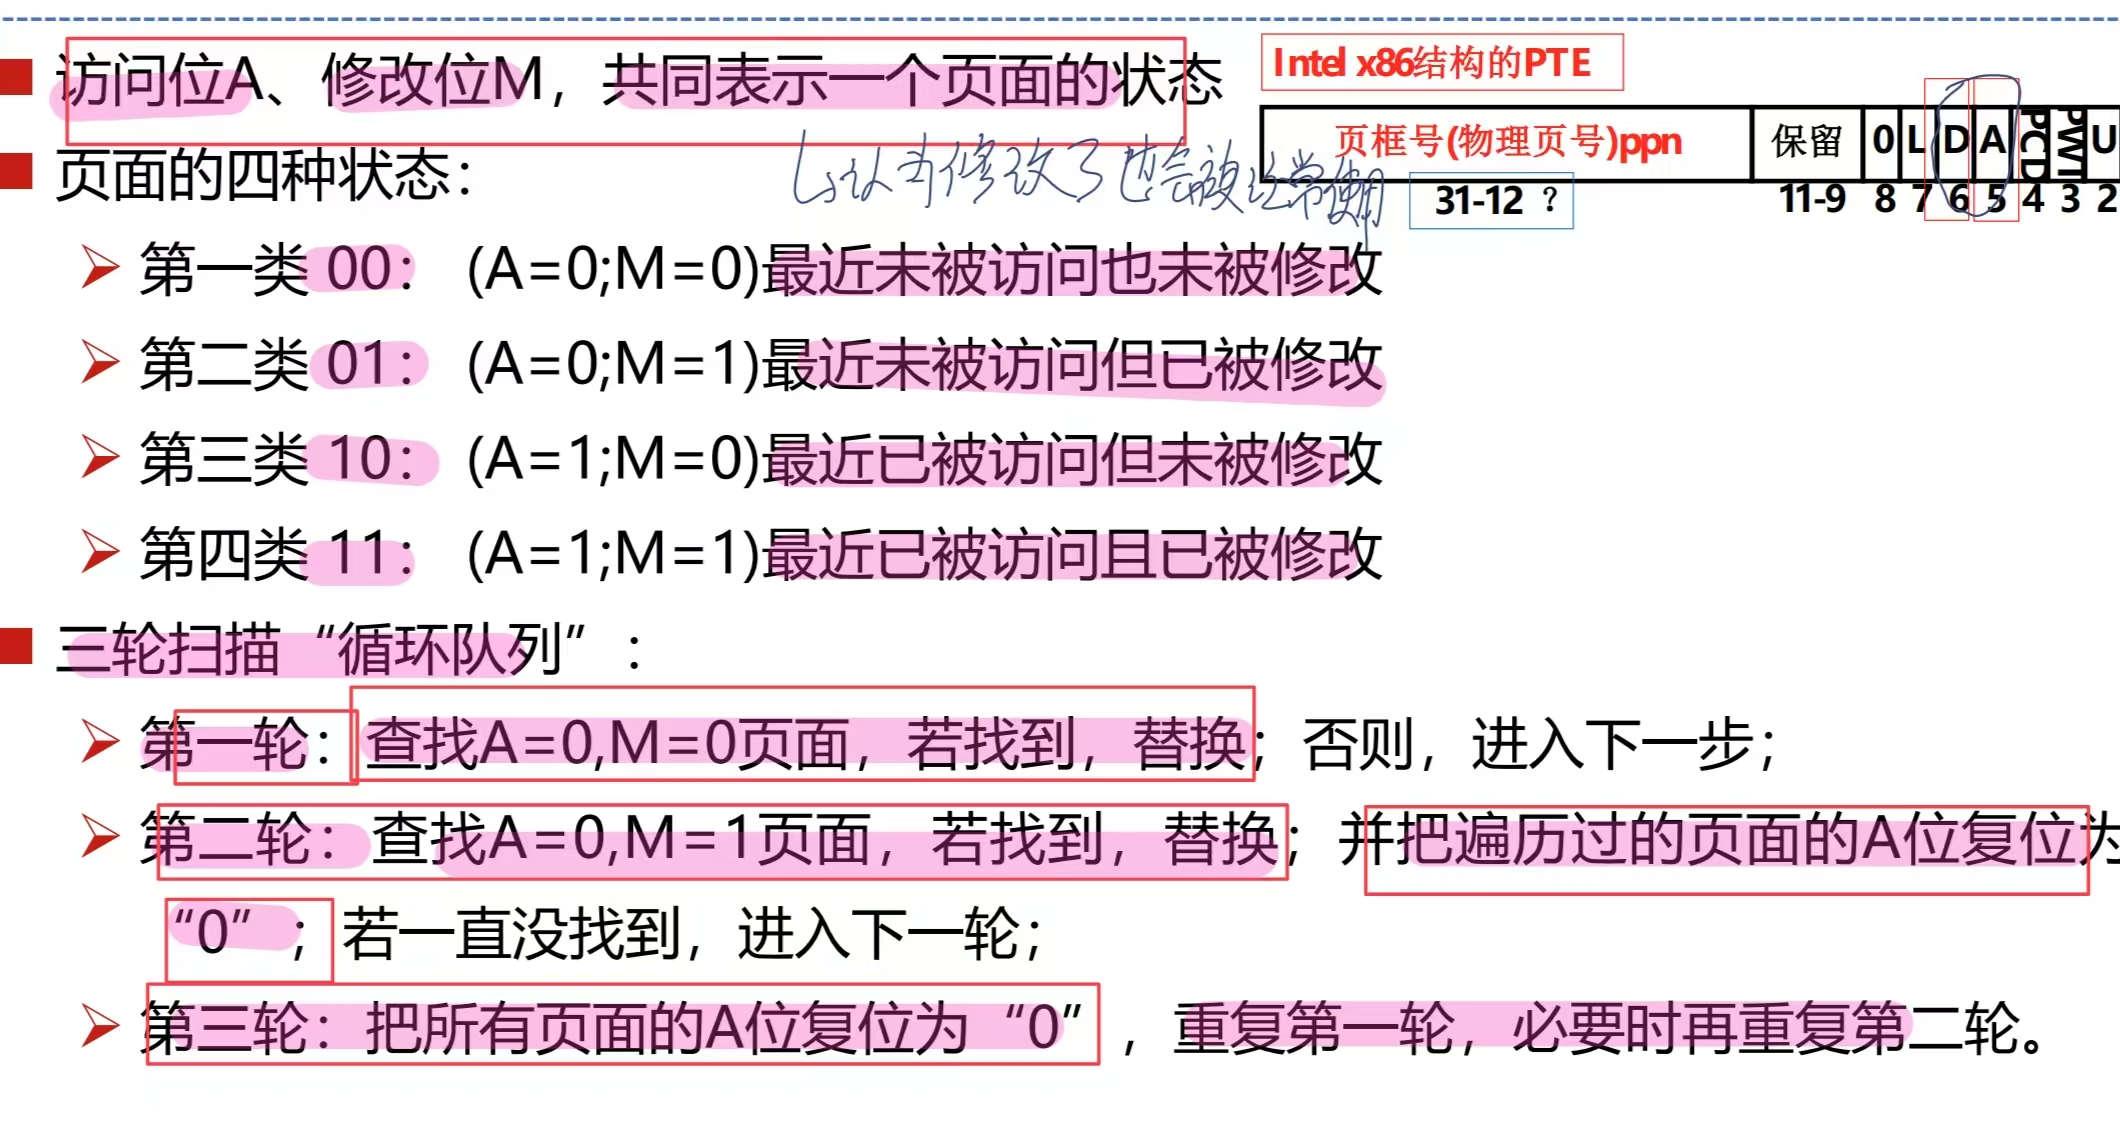 访问位A、修改位M，共同表示一个页面的状态
Intel x86结构的PTE
页框号(物理页号)ppn 保留 0 L D A PCD PWT U
31-12 ？ 11-9 8 7 6 5 4 3 2
认为修改了也会被经常使用
页面的四种状态：
第一类 00： (A=0;M=0)最近未被访问也未被修改
第二类 01： (A=0;M=1)最近未被访问但已被修改
第三类 10： (A=1;M=0)最近已被访问但未被修改
第四类 11： (A=1;M=1)最近已被访问且已被修改
三轮扫描“循环队列”：
第一轮：查找A=0,M=0页面，若找到，替换；否则，进入下一步；
第二轮：查找A=0,M=1页面，若找到，替换；并把遍历过的页面的A位复位为
“0”；若一直没找到，进入下一轮；
第三轮：把所有页面的A位复位为“0”，重复第一轮，必要时再重复第二轮。